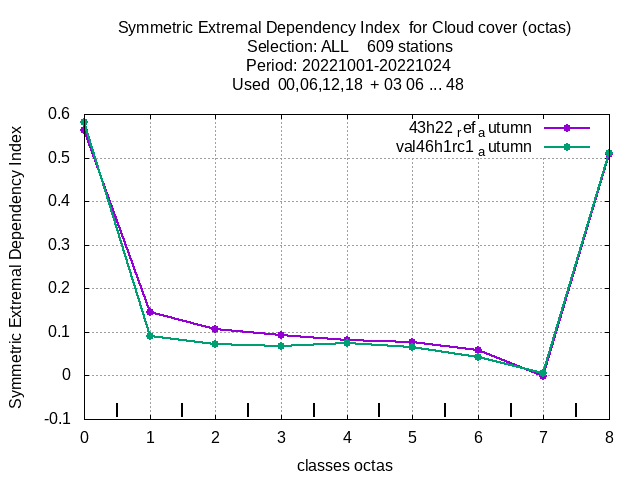 Symmetric Extremal Dependency Index  for Cloud cover (octas)
Selection: ALL    609 stations
Period: 20221001-20221024
Used  00,06,12,18  + 03 06 ... 48
43h22 ref autumn
val46h1rc1 autumn
Symmetric Extremal Dependency Index
0.6
0.5
0.4
0.3
0.2
0.1
0
-0.1
0 1 2 3 4 5 6 7 8
classes octas